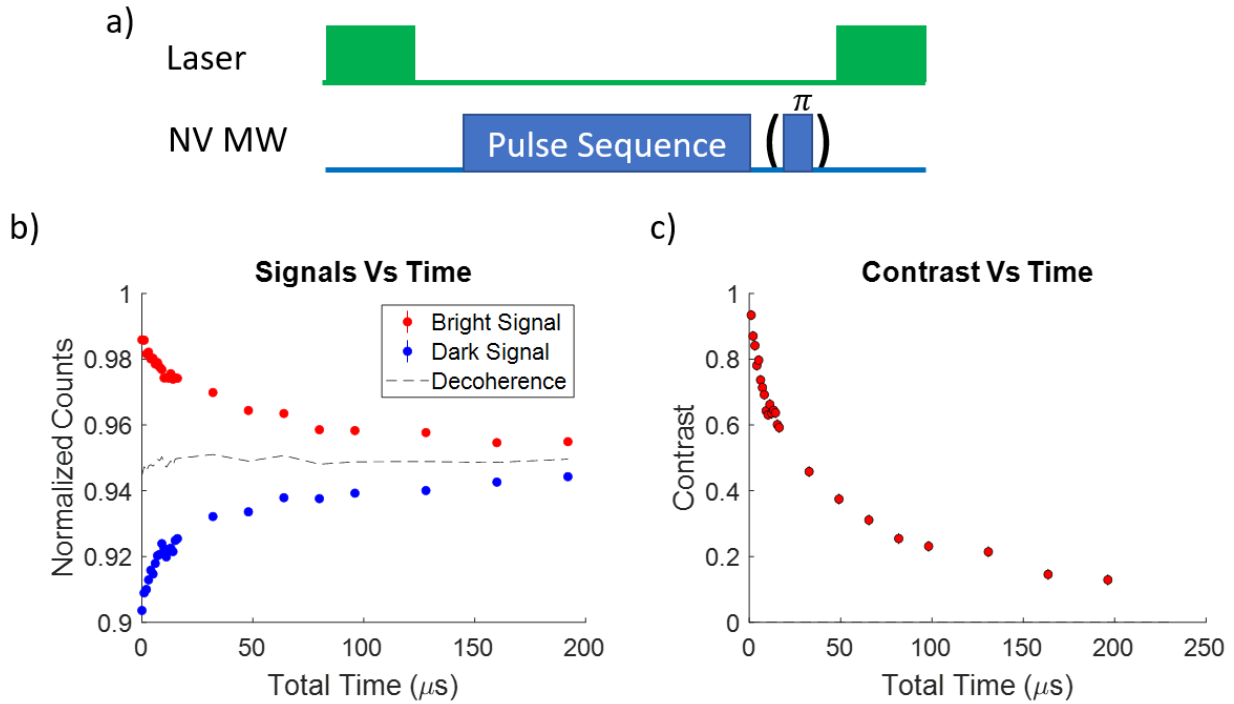 a)
Laser
π
NV MW
Pulse Sequence
( )
b)
Signals Vs Time
Bright Signal
Dark Signal
Decoherence
Normalized Counts
1
0.98
0.96
0.94
0.92
0.9
0
50
100
150
200
Total Time (μs)
c)
Contrast Vs Time
Contrast
1
0.8
0.6
0.4
0.2
0
0
50
100
150
200
250
Total Time (μs)